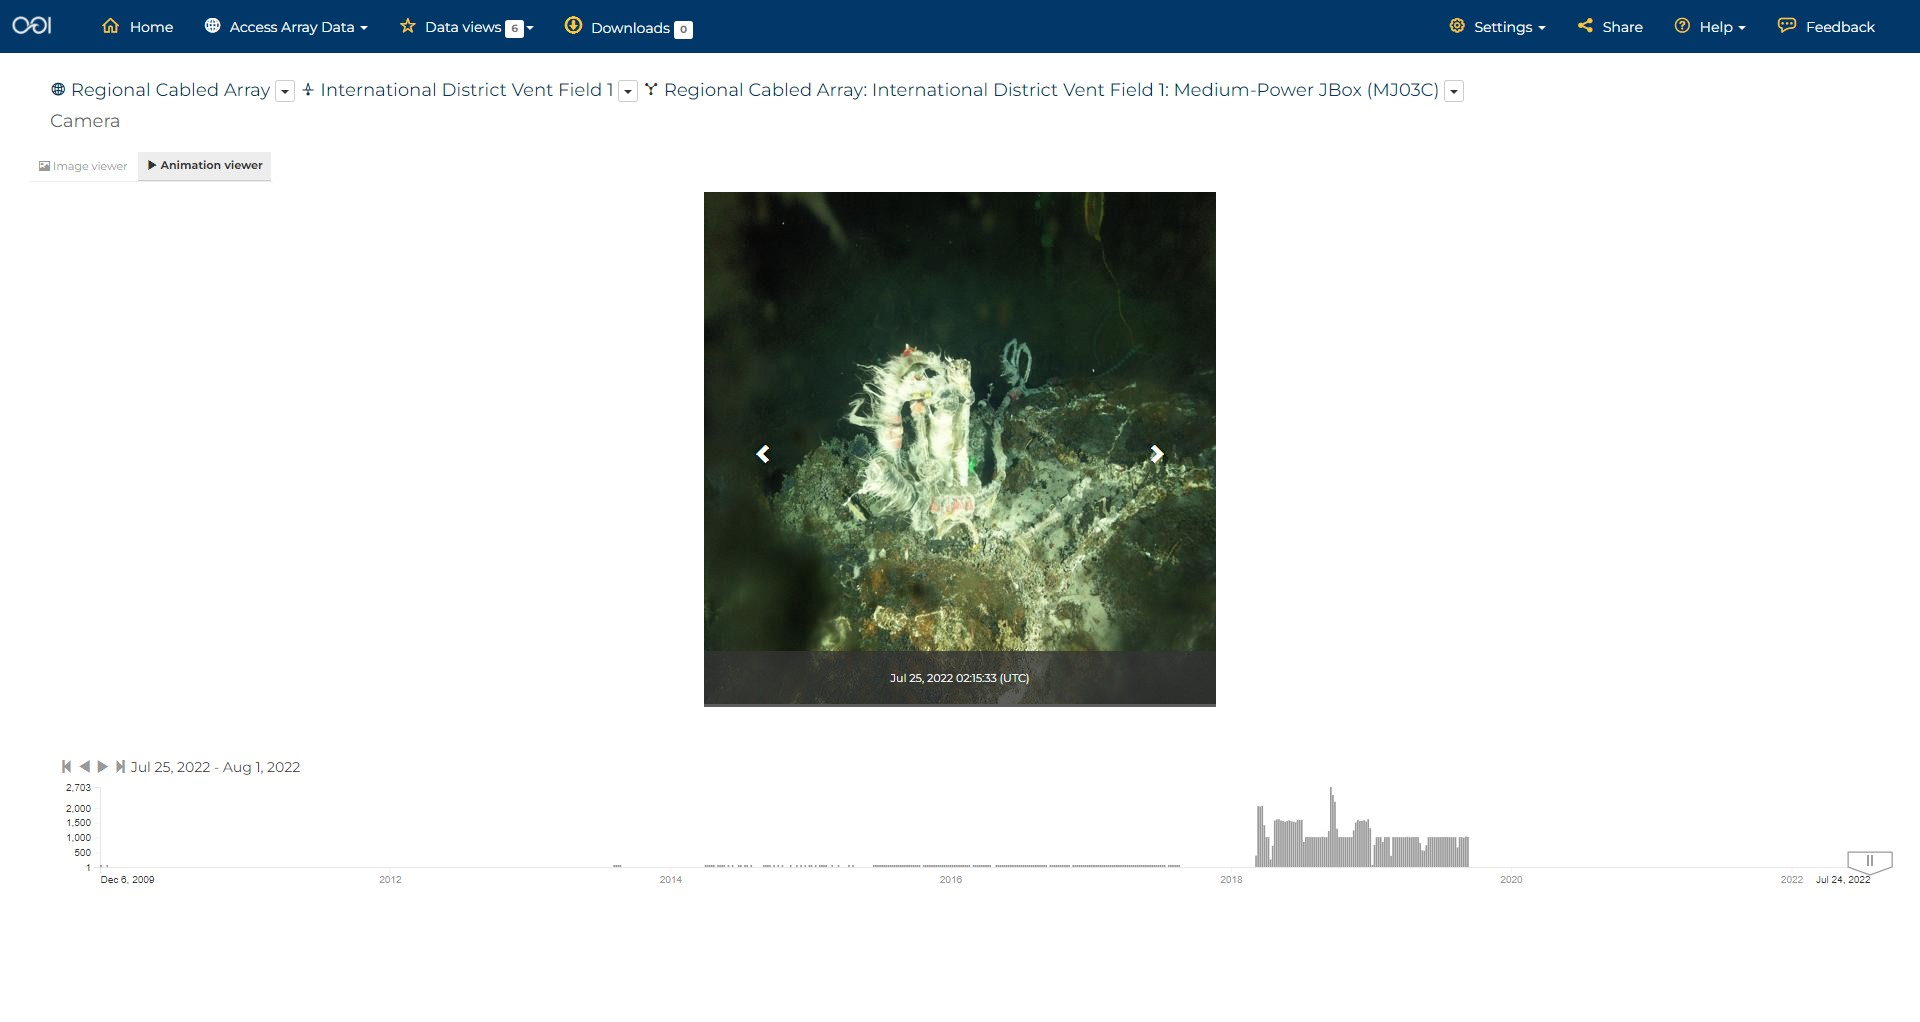 OOI Home Access Array Data Data views 6 Downloads 0 Settings Share Help Feedback
Regional Cabled Array International District Vent Field 1 Regional Cabled Array: International District Vent Field 1: Medium-Power JBox (MJ03C)
Camera
Image viewer Animation viewer
Jul 25, 2022 02:15:33 (UTC)
Jul 25, 2022 - Aug 1, 2022
2,703
2,000
1,500
1,000
500
1
Dec 6, 2009 2012 2014 2016 2018 2020 2022 Jul 24, 2022